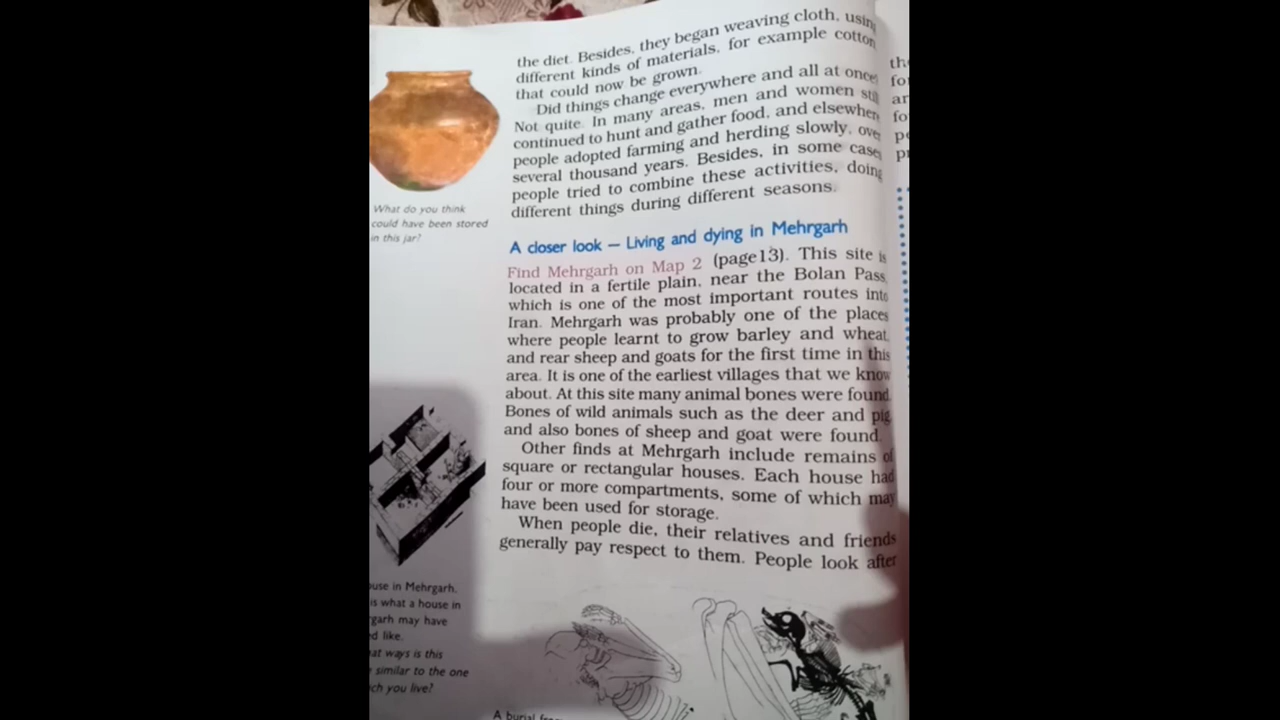 the diet. Besides, they began weaving cloth, using
different kinds of materials, for example cotton
that could now be grown.
Did things change everywhere and all at once?
Not quite. In many areas, men and women still
continued to hunt and gather food, and elsewhere
people adopted farming and herding slowly, over
several thousand years. Besides, in some cases
people tried to combine these activities, doing
different things during different seasons.
What do you think
could have been stored
in this jar?
A closer look – Living and dying in Mehrgarh
Find Mehrgarh on Map 2 (page13). This site is
located in a fertile plain, near the Bolan Pass,
which is one of the most important routes into
Iran. Mehrgarh was probably one of the places
where people learnt to grow barley and wheat,
and rear sheep and goats for the first time in this
area. It is one of the earliest villages that we know
about. At this site many animal bones were found.
Bones of wild animals such as the deer and pig,
and also bones of sheep and goat were found.
Other finds at Mehrgarh include remains of
square or rectangular houses. Each house had
four or more compartments, some of which may
have been used for storage.
When people die, their relatives and friends
generally pay respect to them. People look after
use in Mehrgarh.
is what a house in
garh may have
d like.
at ways is this
similar to the one
ch you live?
A burial